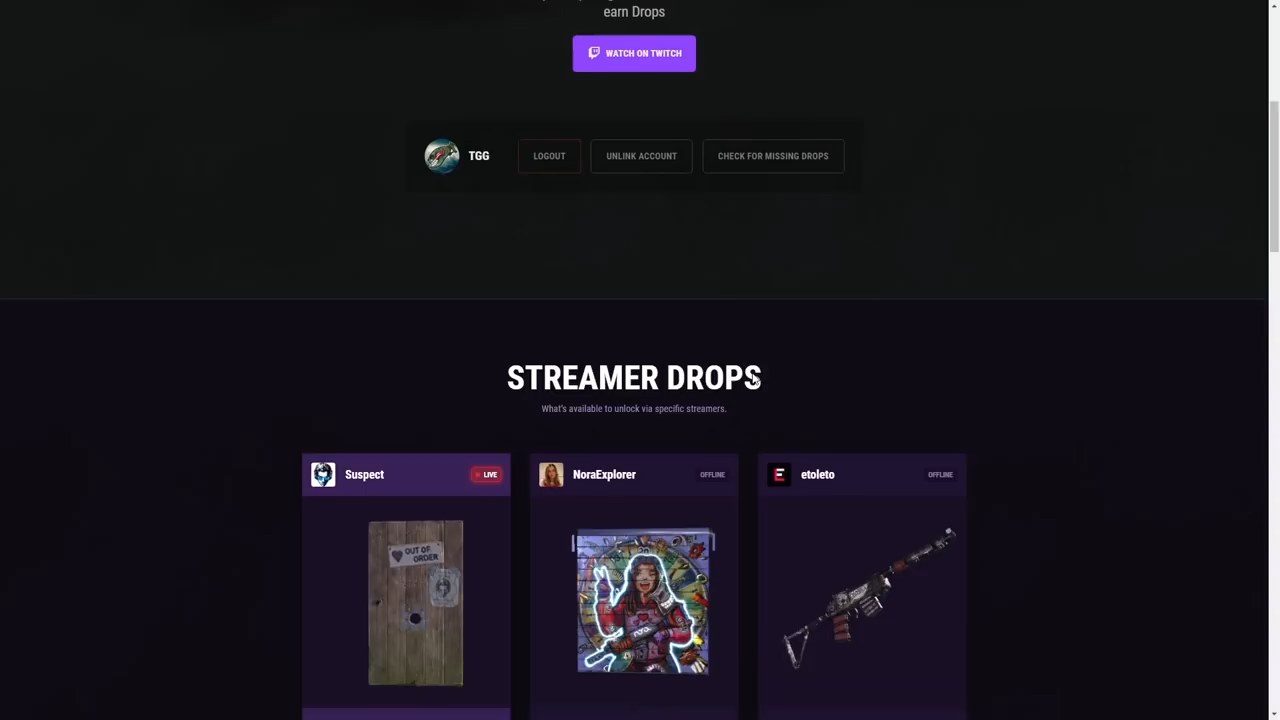 earn Drops
WATCH ON TWITCH
TGG
LOGOUT
UNLINK ACCOUNT
CHECK FOR MISSING DROPS
STREAMER DROPS
What's available to unlock via specific streamers.
Suspect
LIVE
NoraExplorer
OFFLINE
E
etoleto
OFFLINE
OUT OF
ORDER